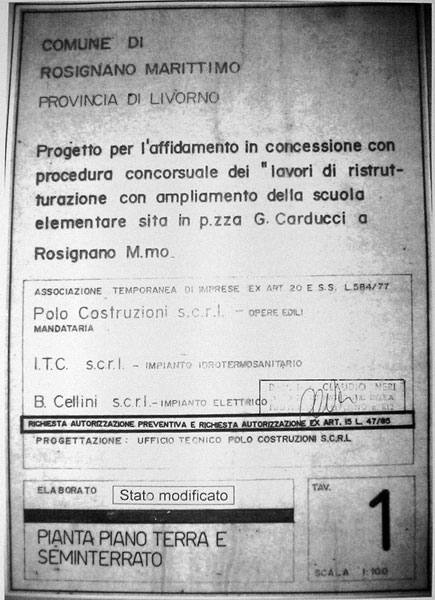 COMUNE DI
ROSIGNANO MARITTIMO
PROVINCIA DI LIVORNO
Progetto per l'affidamento in concessione con
procedura concorsuale dei "lavori di ristrut-
turazione con ampliamento della scuola
elementare sita in p.zza G. Carducci a
Rosignano M.mo
ASSOCIAZIONE TEMPORANEA DI IMPRESE EX ART. 20 E S.S. L.584/77
Polo Costruzioni s.c.r.l. - OPERE EDILI
MANDATARIA
I.T.C. s.c.r.l. - IMPIANTO IDROTERMOSANITARIO
CLAUDIO NERI
B. Cellini s.c.r.l. - IMPIANTO ELETTRICO
RICHIESTA AUTORIZZAZIONE PREVENTIVA E RICHIESTA AUTORIZZAZIONE EX ART. 15 L. 47/85
PROGETTAZIONE: UFFICIO TECNICO POLO COSTRUZIONI S.C.R.L
ELABORATO
Stato modificato
PIANTA PIANO TERRA E
SEMINTERRATO
TAV.
1
SCALA 1:100